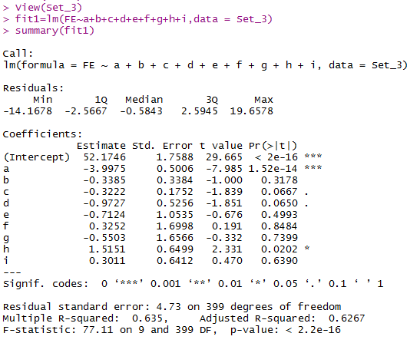 > View(Set_3)
> fit1=lm(FE~a+b+c+d+e+f+g+h+i,data = Set_3)
> summary(fit1)
Call:
lm(formula = FE ~ a + b + c + d + e + f + g + h + i, data = Set_3)
Residuals:
Min 1Q Median 3Q Max
-14.1678 -2.5667 -0.5843 2.5945 19.6578
Coefficients:
Estimate Std. Error t value Pr(>|t|)
(Intercept) 52.1746 1.7588 29.665 < 2e-16 ***
a -3.9975 0.5006 -7.985 1.52e-14 ***
b -0.3385 0.3384 -1.000 0.3178
c -0.3222 0.1752 -1.839 0.0667 .
d -0.9727 0.5256 -1.851 0.0650 .
e -0.7124 1.0535 -0.676 0.4993
f 0.3252 1.6998 0.191 0.8484
g -0.5503 1.6566 -0.332 0.7399
h 1.5151 0.6499 2.331 0.0202 *
i 0.3011 0.6412 0.470 0.6390
---
Signif. codes: 0 ‘***’ 0.001 ‘**’ 0.01 ‘*’ 0.05 ‘.’ 0.1 ‘ ’ 1
Residual standard error: 4.73 on 399 degrees of freedom
Multiple R-squared: 0.635, Adjusted R-squared: 0.6267
F-statistic: 77.11 on 9 and 399 DF, p-value: < 2.2e-16